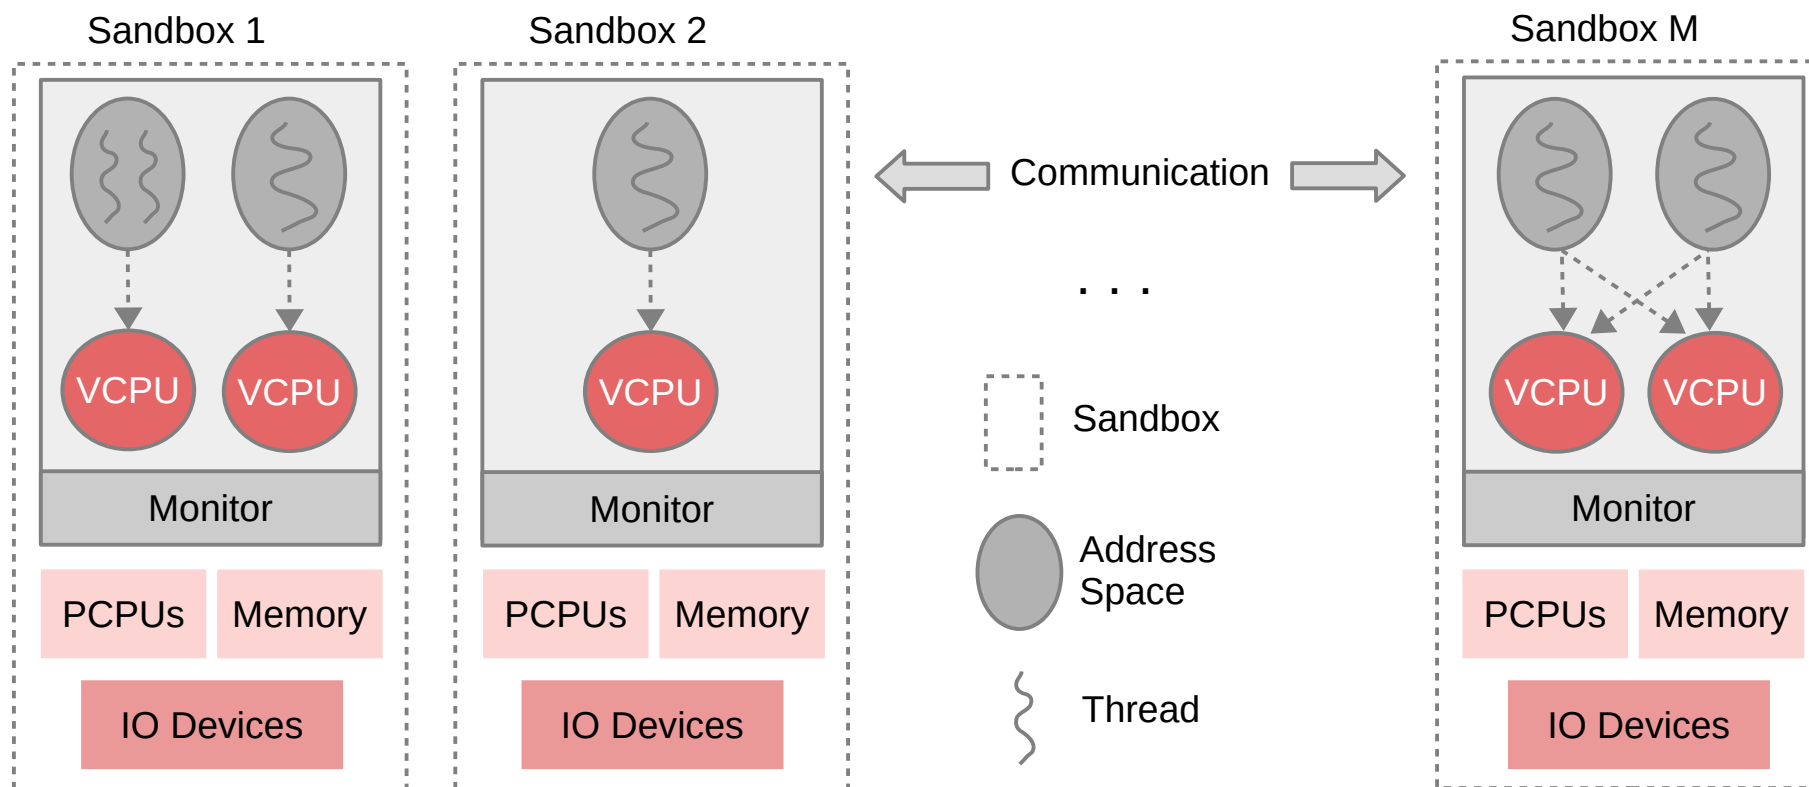 Sandbox 1
VCPU
VCPU
Monitor
PCPUs
Memory
IO Devices
Sandbox 2
VCPU
Monitor
PCPUs
Memory
IO Devices
Communication
. . .
Sandbox
Address
Space
Thread
Sandbox M
VCPU
VCPU
Monitor
PCPUs
Memory
IO Devices